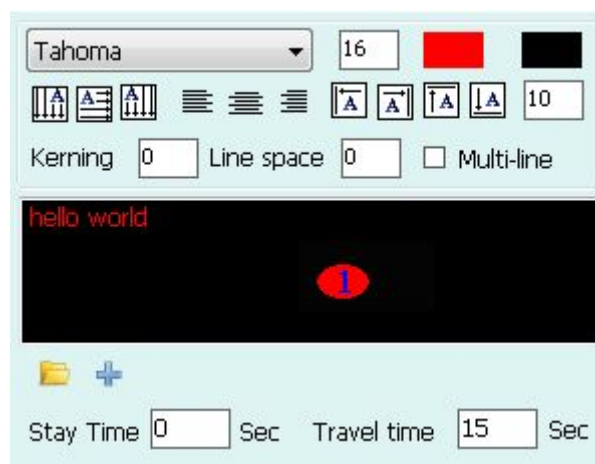 Tahoma 16
A A A A A A A 10
Kerning 0 Line space 0 Multi-line
hello world
1
Stay Time 0 Sec Travel time 15 Sec